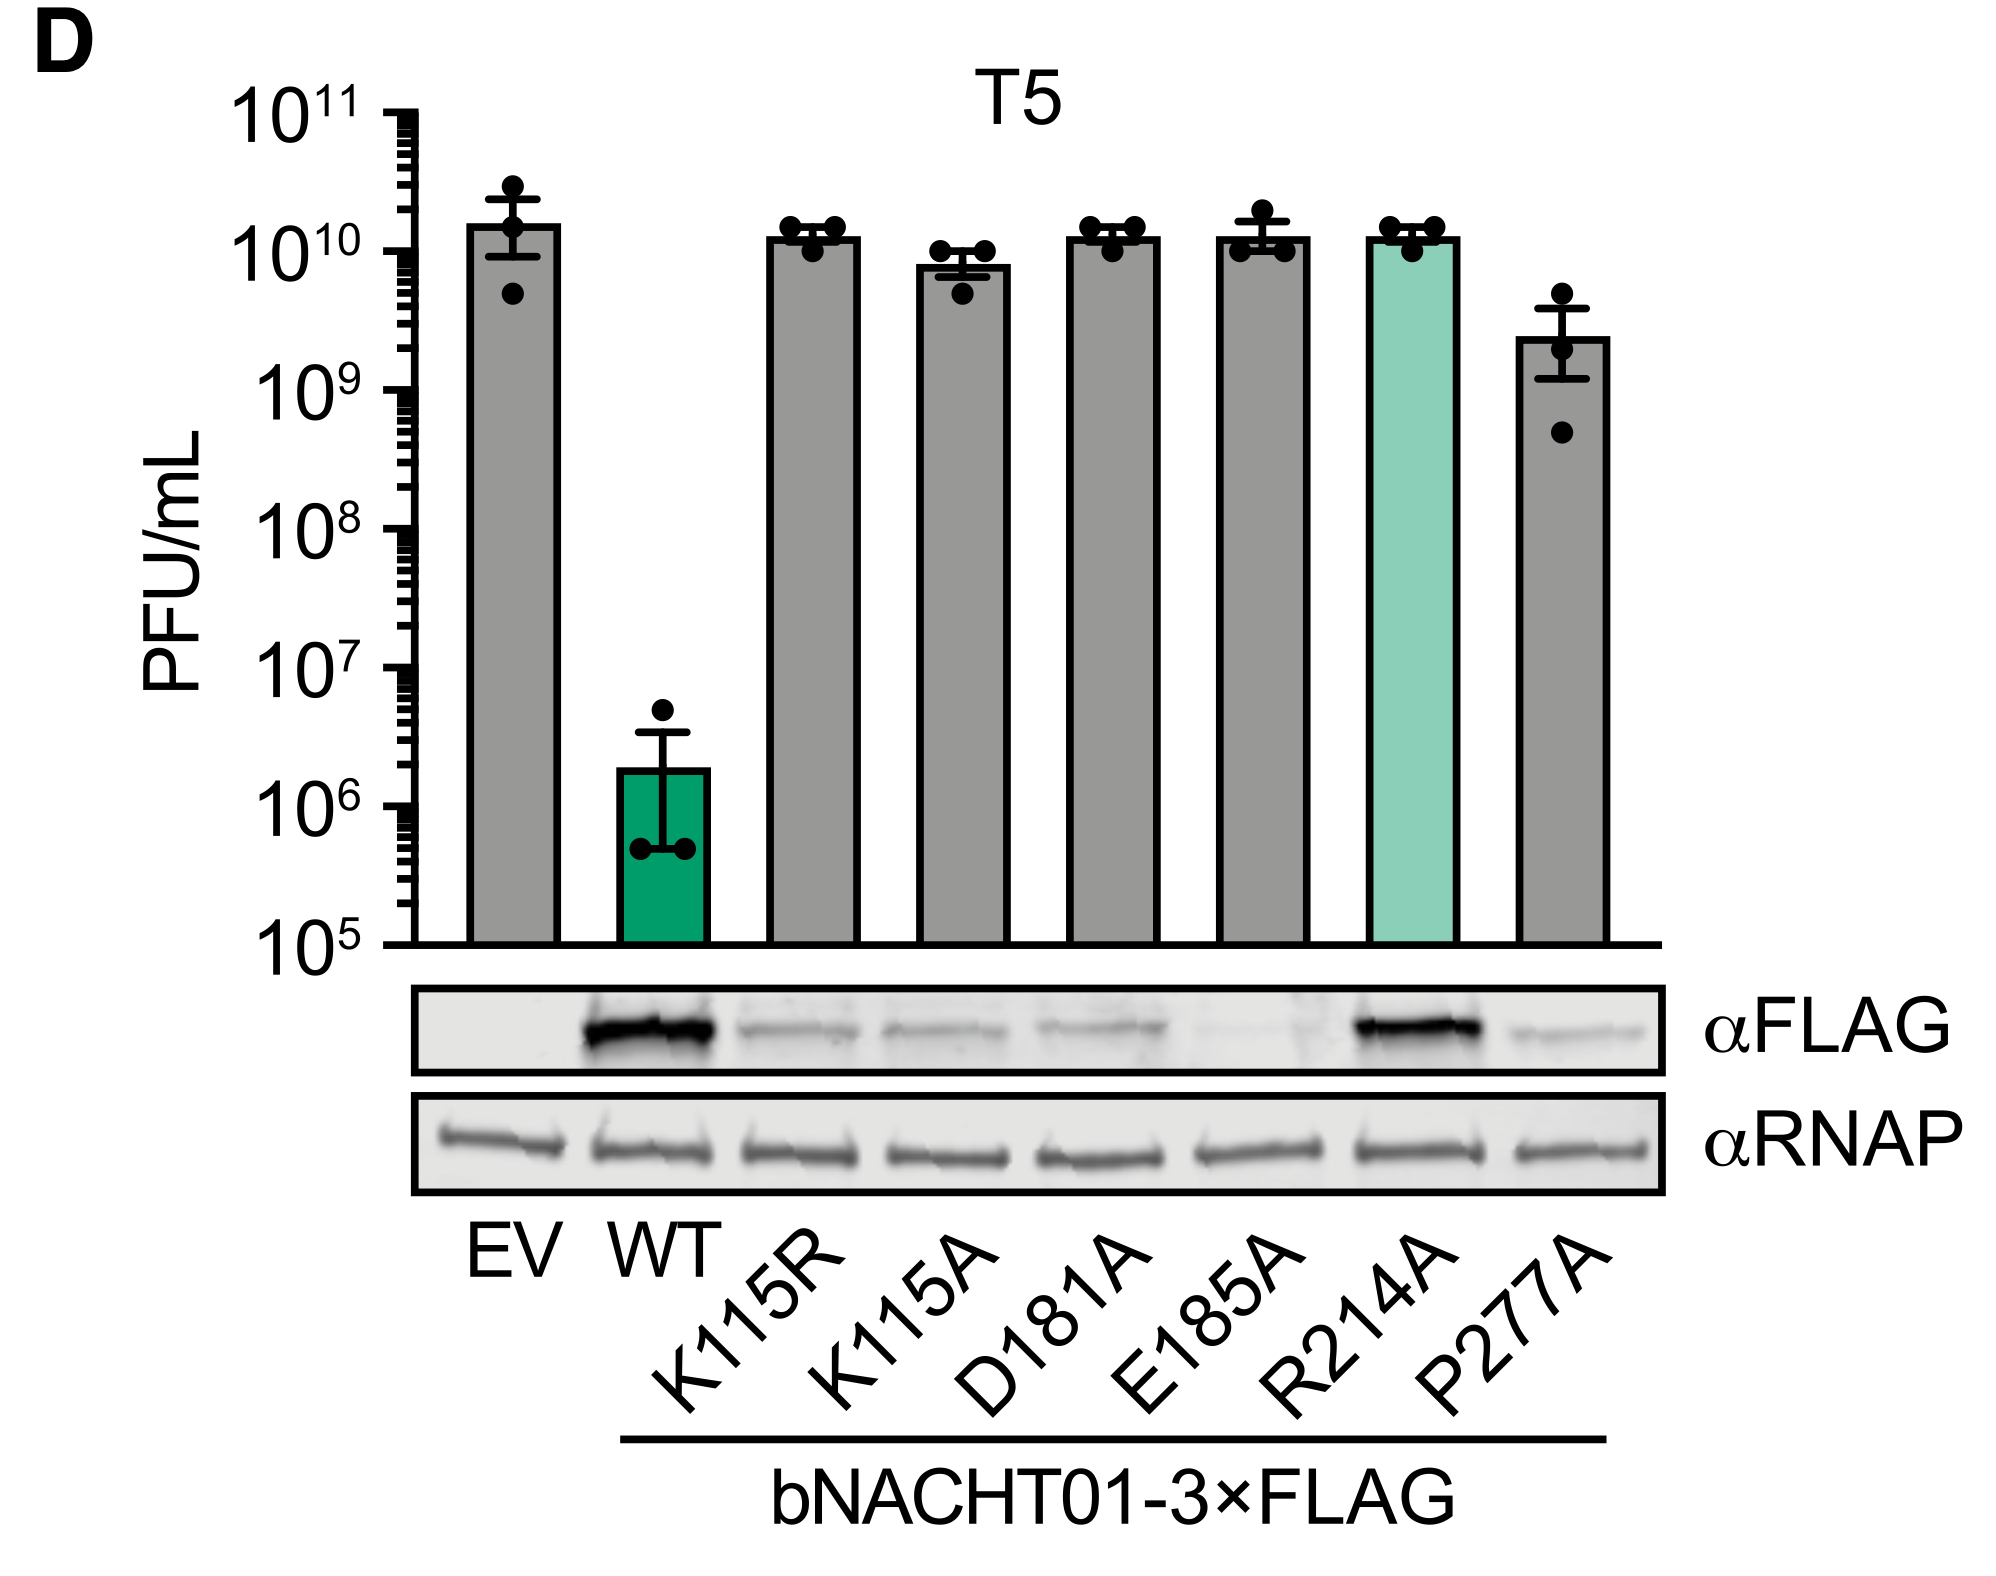 D
T5
10¹¹
10¹⁰
10⁹
10⁸
10⁷
10⁶
10⁵
PFU/mL
αFLAG
αRNAP
EV WT K115R K115A D181A E185A R214A P277A
bNACHT01-3×FLAG